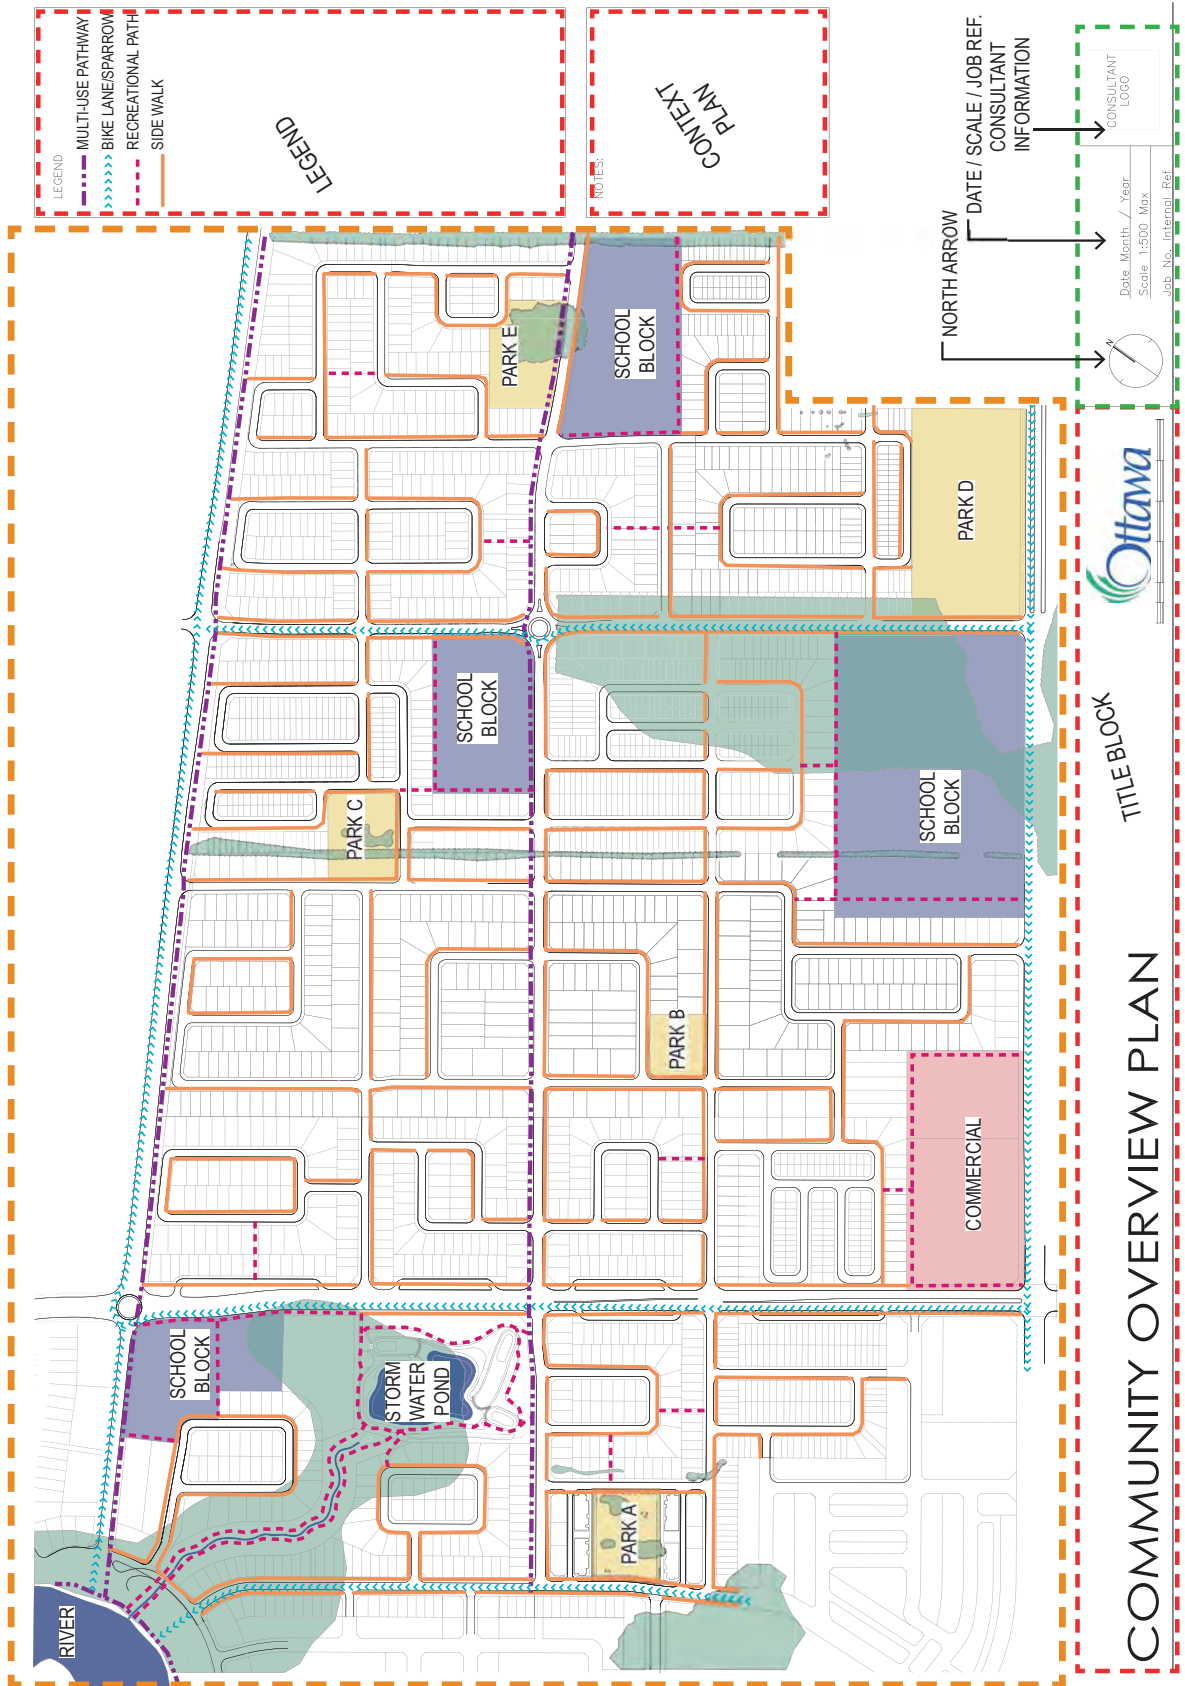 LEGEND
MULTI-USE PATHWAY
BIKE LANE/SPARROW
RECREATIONAL PATH
SIDE WALK
LEGEND
NOTES:
CONTEXT
PLAN
RIVER
SCHOOL
BLOCK
STORM
WATER
POND
PARK A
PARK B
COMMERCIAL
PARK C
SCHOOL
BLOCK
SCHOOL
BLOCK
PARK E
SCHOOL
BLOCK
PARK D
NORTH ARROW
DATE / SCALE / JOB REF.
CONSULTANT
INFORMATION
COMMUNITY OVERVIEW PLAN
TITLE BLOCK
Ottawa
N
Date Month / Year
Scale 1:500 Max
Job No. Internal Ref
CONSULTANT
LOGO